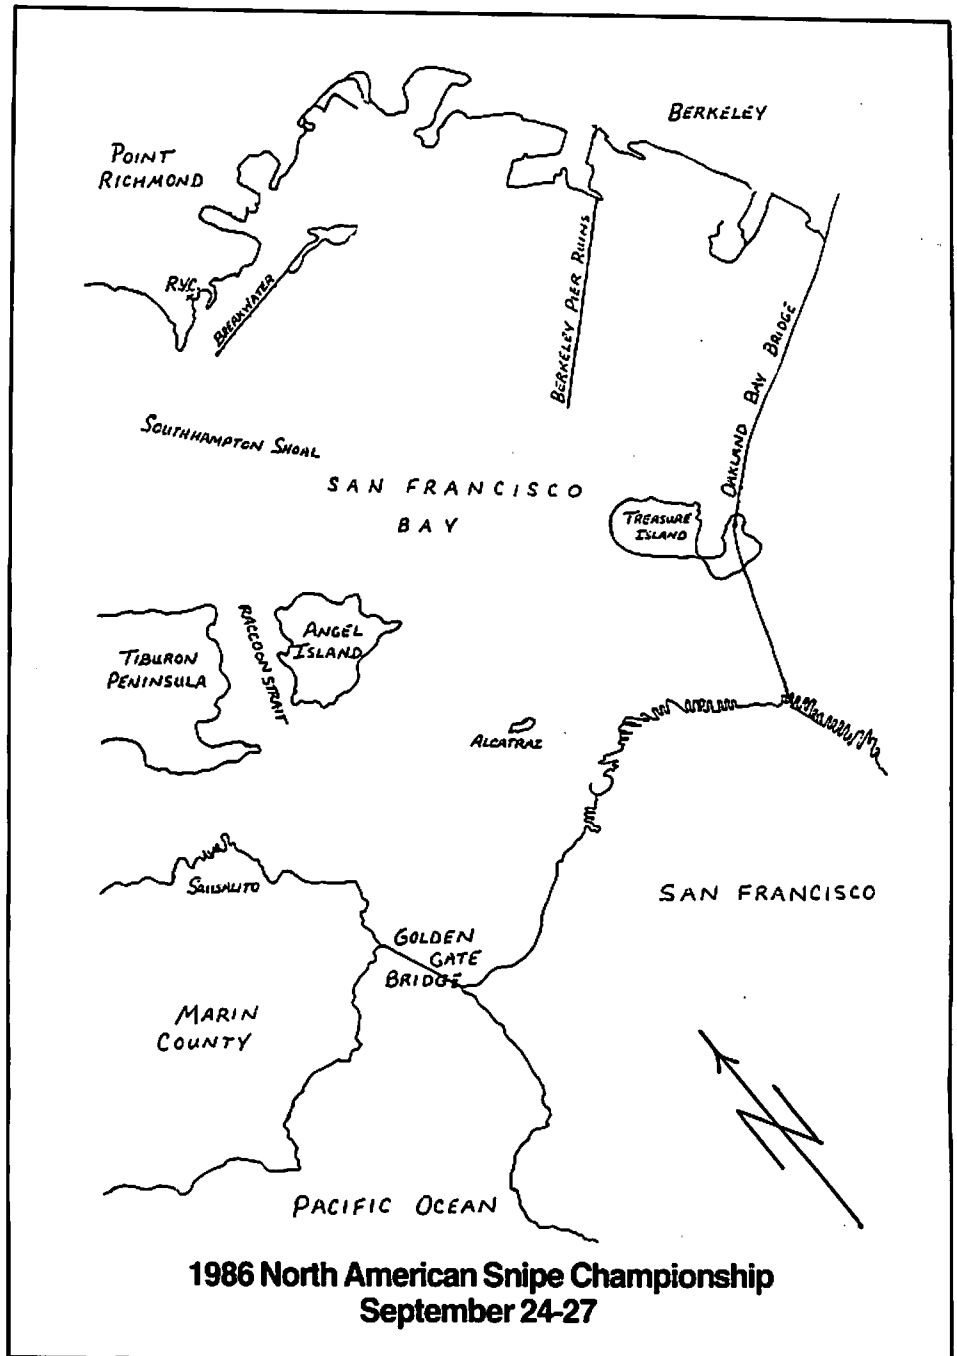 BERKELEY
POINT
RICHMOND
R.Y.C.
BREAKWATER
BERKELEY PIER RUINS
OAKLAND BAY BRIDGE
SOUTHHAMPTON SHOAL
SAN FRANCISCO
BAY
TREASURE
ISLAND
RACCOON STRAIT
ANGEL
ISLAND
TIBURON
PENINSULA
ALCATRAZ
SAUSALITO
SAN FRANCISCO
GOLDEN
GATE
BRIDGE
MARIN
COUNTY
N
PACIFIC OCEAN
1986 North American Snipe Championship
September 24-27